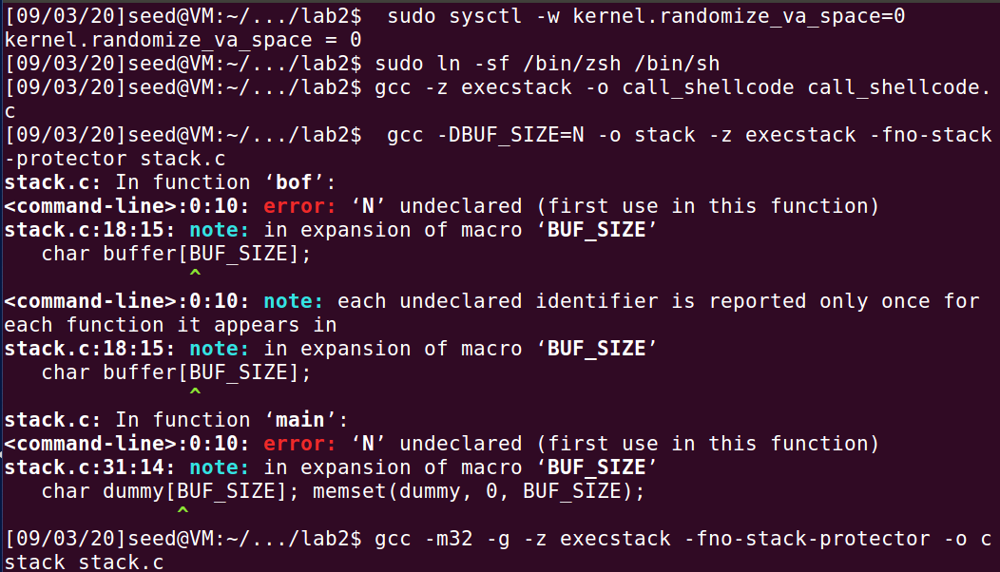 [09/03/20]seed@VM:~/.../lab2$  sudo sysctl -w kernel.randomize_va_space=0
kernel.randomize_va_space = 0
[09/03/20]seed@VM:~/.../lab2$ sudo ln -sf /bin/zsh /bin/sh
[09/03/20]seed@VM:~/.../lab2$ gcc -z execstack -o call_shellcode call_shellcode.
c
[09/03/20]seed@VM:~/.../lab2$  gcc -DBUF_SIZE=N -o stack -z execstack -fno-stack
-protector stack.c
stack.c: In function ‘bof’:
<command-line>:0:10: error: ‘N’ undeclared (first use in this function)
stack.c:18:15: note: in expansion of macro ‘BUF_SIZE’
   char buffer[BUF_SIZE];
               ^
<command-line>:0:10: note: each undeclared identifier is reported only once for
each function it appears in
stack.c:18:15: note: in expansion of macro ‘BUF_SIZE’
   char buffer[BUF_SIZE];
               ^
stack.c: In function ‘main’:
<command-line>:0:10: error: ‘N’ undeclared (first use in this function)
stack.c:31:14: note: in expansion of macro ‘BUF_SIZE’
   char dummy[BUF_SIZE]; memset(dummy, 0, BUF_SIZE);
              ^
[09/03/20]seed@VM:~/.../lab2$ gcc -m32 -g -z execstack -fno-stack-protector -o c
stack stack.c